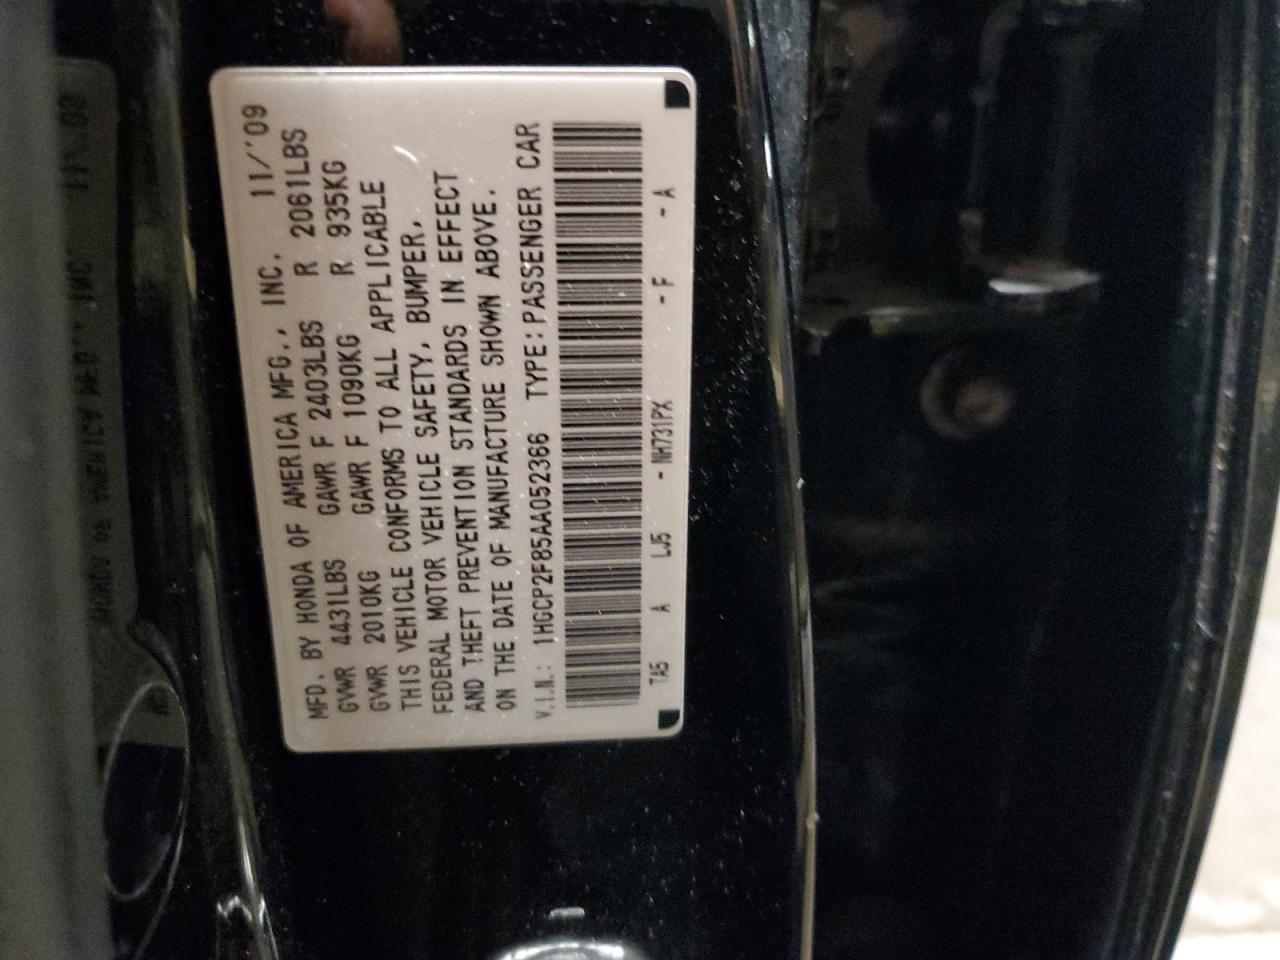 MFD. BY HONDA OF AMERICA MFG., INC. 11/'09
GVWR 4431LBS GAWR F 2403LBS R 2061LBS
GVWR 2010KG GAWR F 1090KG R 935KG
THIS VEHICLE CONFORMS TO ALL APPLICABLE
FEDERAL MOTOR VEHICLE SAFETY, BUMPER,
AND THEFT PREVENTION STANDARDS IN EFFECT
ON THE DATE OF MANUFACTURE SHOWN ABOVE.
V.I.N.: 1HGCP2F85AA052366 TYPE:PASSENGER CAR
TA5 A LJ5 - NH731PX - F - A